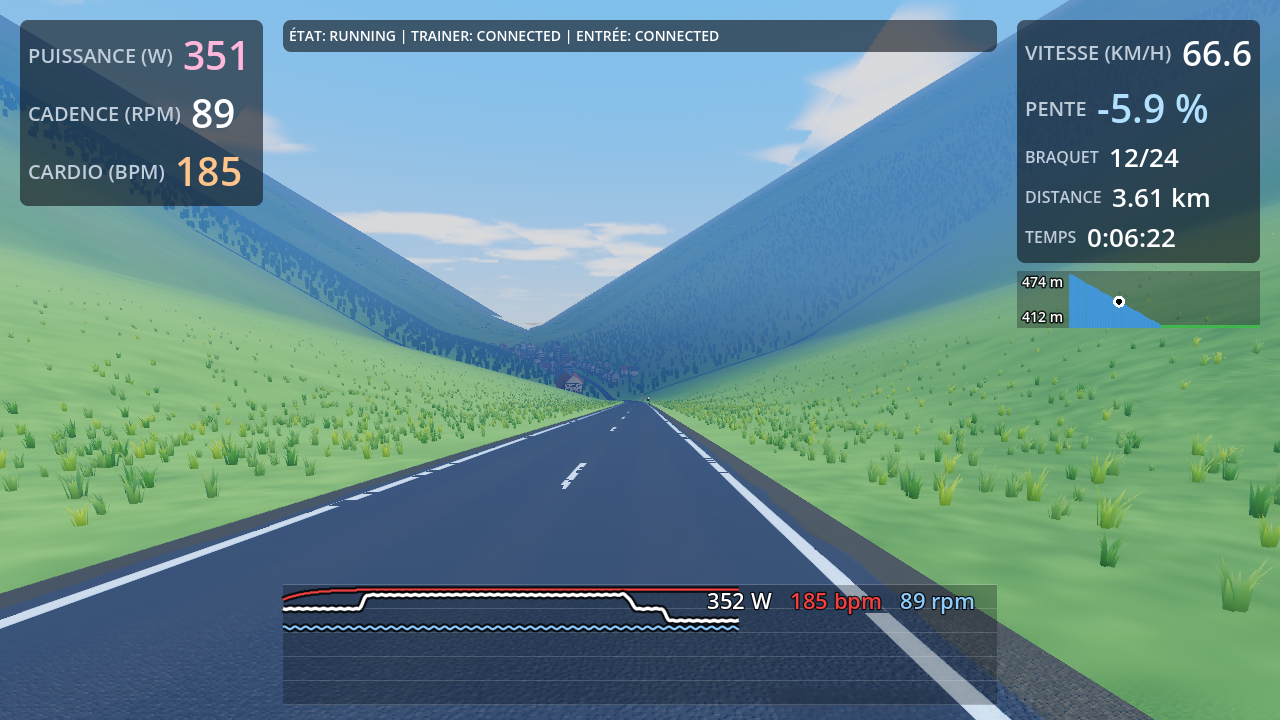 PUISSANCE (W) 351
CADENCE (RPM) 89
CARDIO (BPM) 185
ÉTAT: RUNNING | TRAINER: CONNECTED | ENTRÉE: CONNECTED
VITESSE (KM/H) 66.6
PENTE -5.9 %
BRAQUET 12/24
DISTANCE 3.61 km
TEMPS 0:06:22
474 m
412 m
352 W 185 bpm 89 rpm